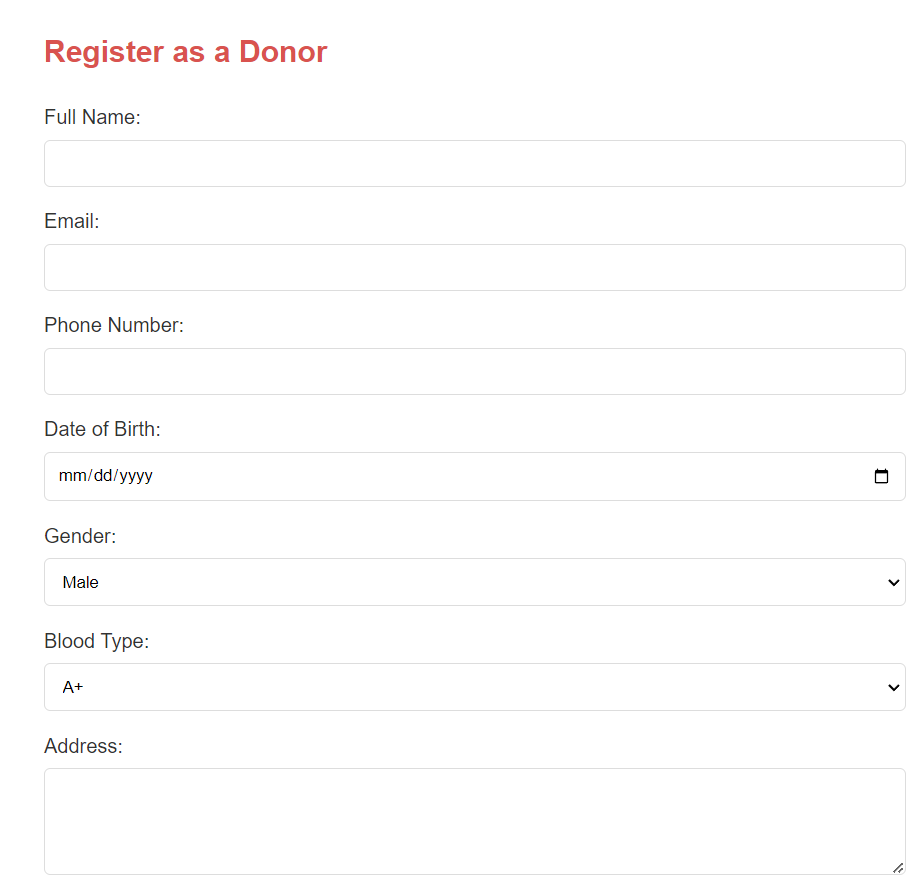 Register as a Donor
Full Name:
Email:
Phone Number:
Date of Birth:
mm/dd/yyyy
Gender:
Male
Blood Type:
A+
Address: